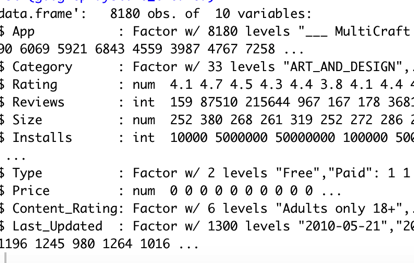 data.frame':   8180 obs. of  10 variables:
$ App           : Factor w/ 8180 levels "___ MultiCraft
90 6069 5921 6843 4559 3987 4767 7258 ...
$ Category      : Factor w/ 33 levels "ART_AND_DESIGN",.
$ Rating        : num  4.1 4.7 4.5 4.3 4.4 3.8 4.1 4.4 4
$ Reviews       : int  159 87510 215644 967 167 178 3681
$ Size          : num  252 380 268 261 319 252 272 286 2
$ Installs      : int  10000 5000000 50000000 100000 500
...
$ Type          : Factor w/ 2 levels "Free","Paid": 1 1
$ Price         : num  0 0 0 0 0 0 0 0 0 0 ...
$ Content_Rating: Factor w/ 6 levels "Adults only 18+",.
$ Last_Updated  : Factor w/ 1300 levels "2010-05-21","20
1196 1245 980 1264 1016 ...